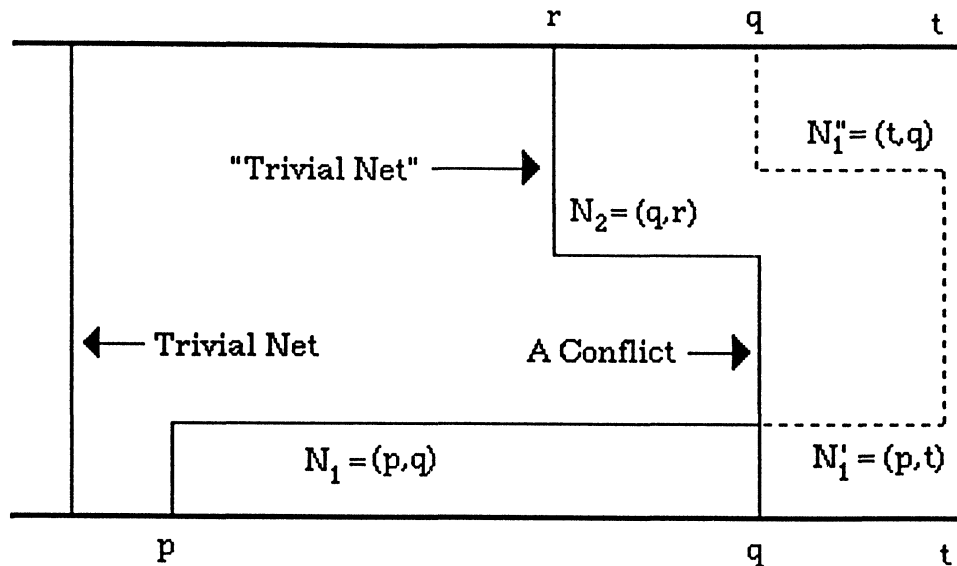 r q t
N₁''= (t,q)
"Trivial Net"
N₂= (q,r)
Trivial Net
A Conflict
N₁ = (p,q)
N₁'= (p,t)
p q t